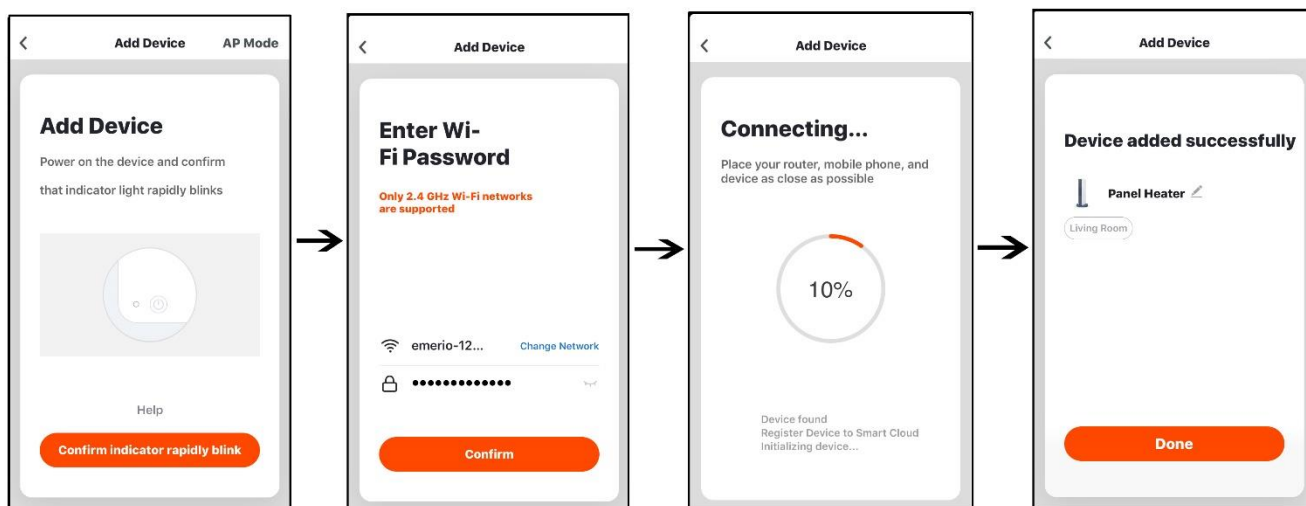 Add Device
AP Mode
Add Device
Power on the device and confirm
that indicator light rapidly blinks
Help
Confirm indicator rapidly blink
Add Device
Enter Wi-
Fi Password
Only 2.4 GHz Wi-Fi networks
are supported
emerio-12...
Change Network
Confirm
Add Device
Connecting...
Place your router, mobile phone, and
device as close as possible
10%
Device found
Register Device to Smart Cloud
Initializing device...
Add Device
Device added successfully
Panel Heater
Living Room
Done